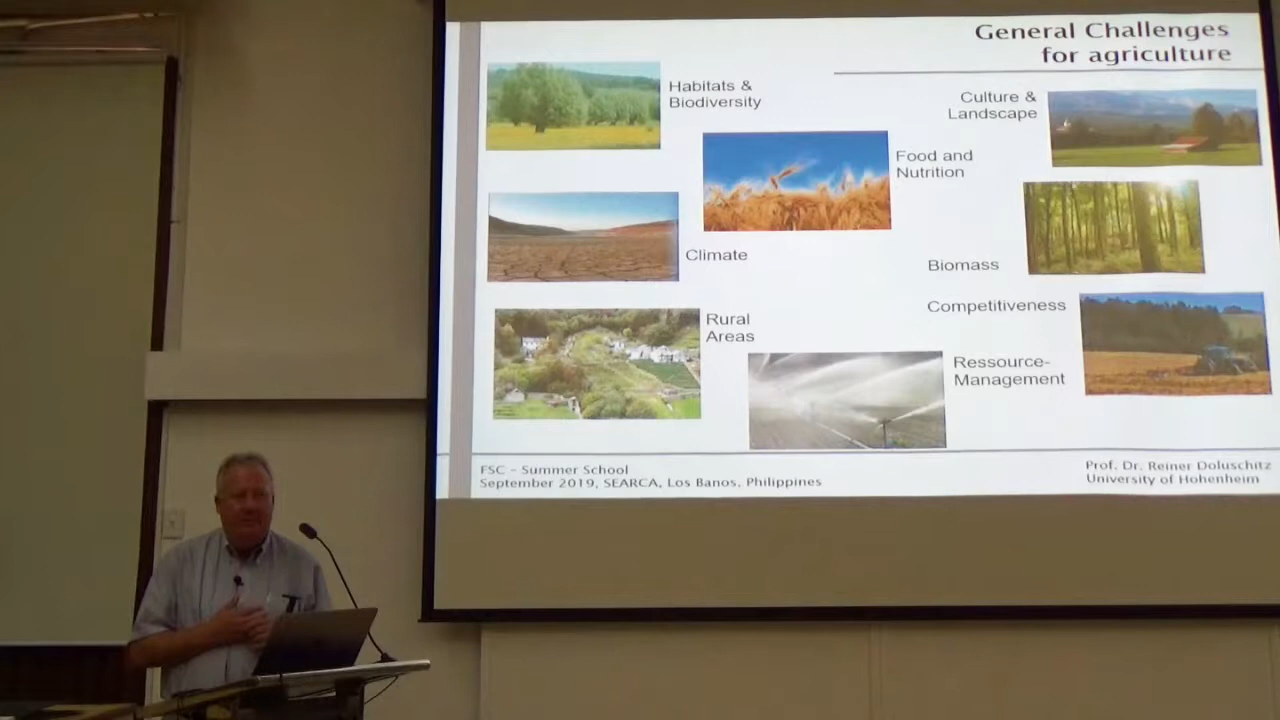 General Challenges
for agriculture
Habitats &
Biodiversity
Culture &
Landscape
Food and
Nutrition
Climate
Biomass
Competitiveness
Rural
Areas
Ressource-
Management
FSC - Summer School
September 2019, SEARCA, Los Banos, Philippines
Prof. Dr. Reiner Doluschitz
University of Hohenheim